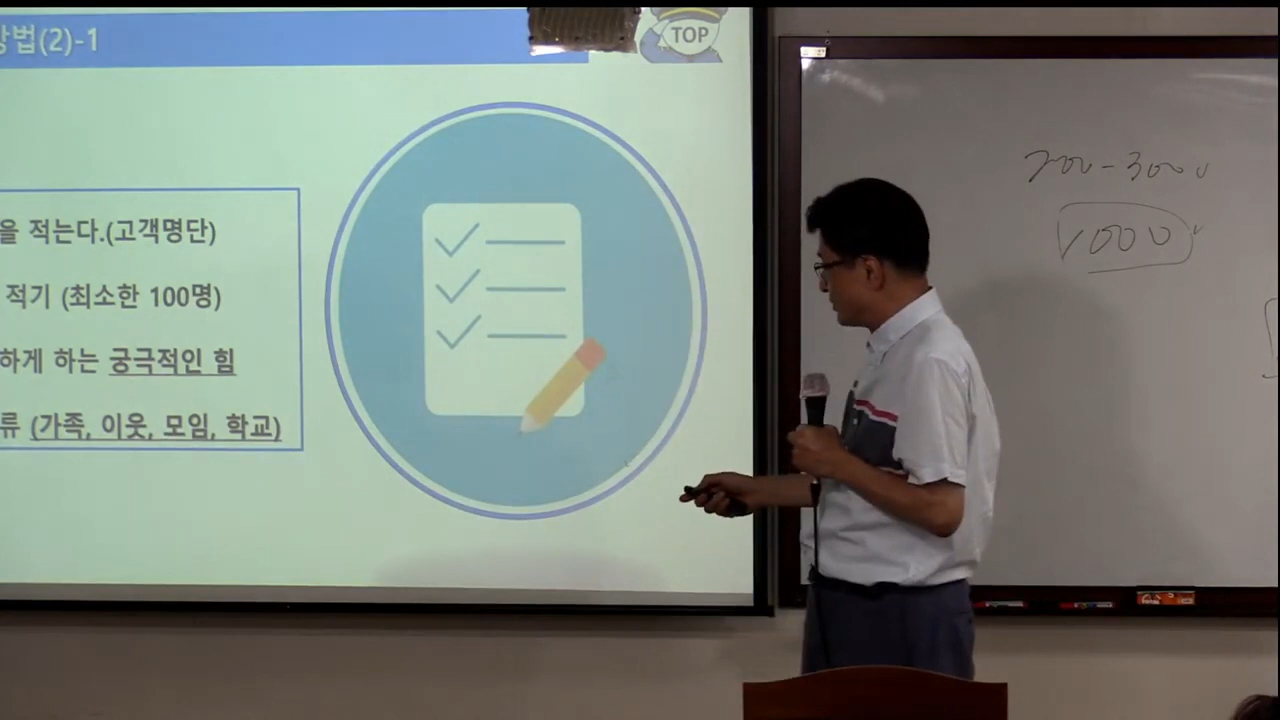 방법(2)-1
TOP
을 적는다.(고객명단)
적기 (최소한 100명)
하게 하는 궁극적인 힘
류 (가족, 이웃, 모임, 학교)
200-300
1000